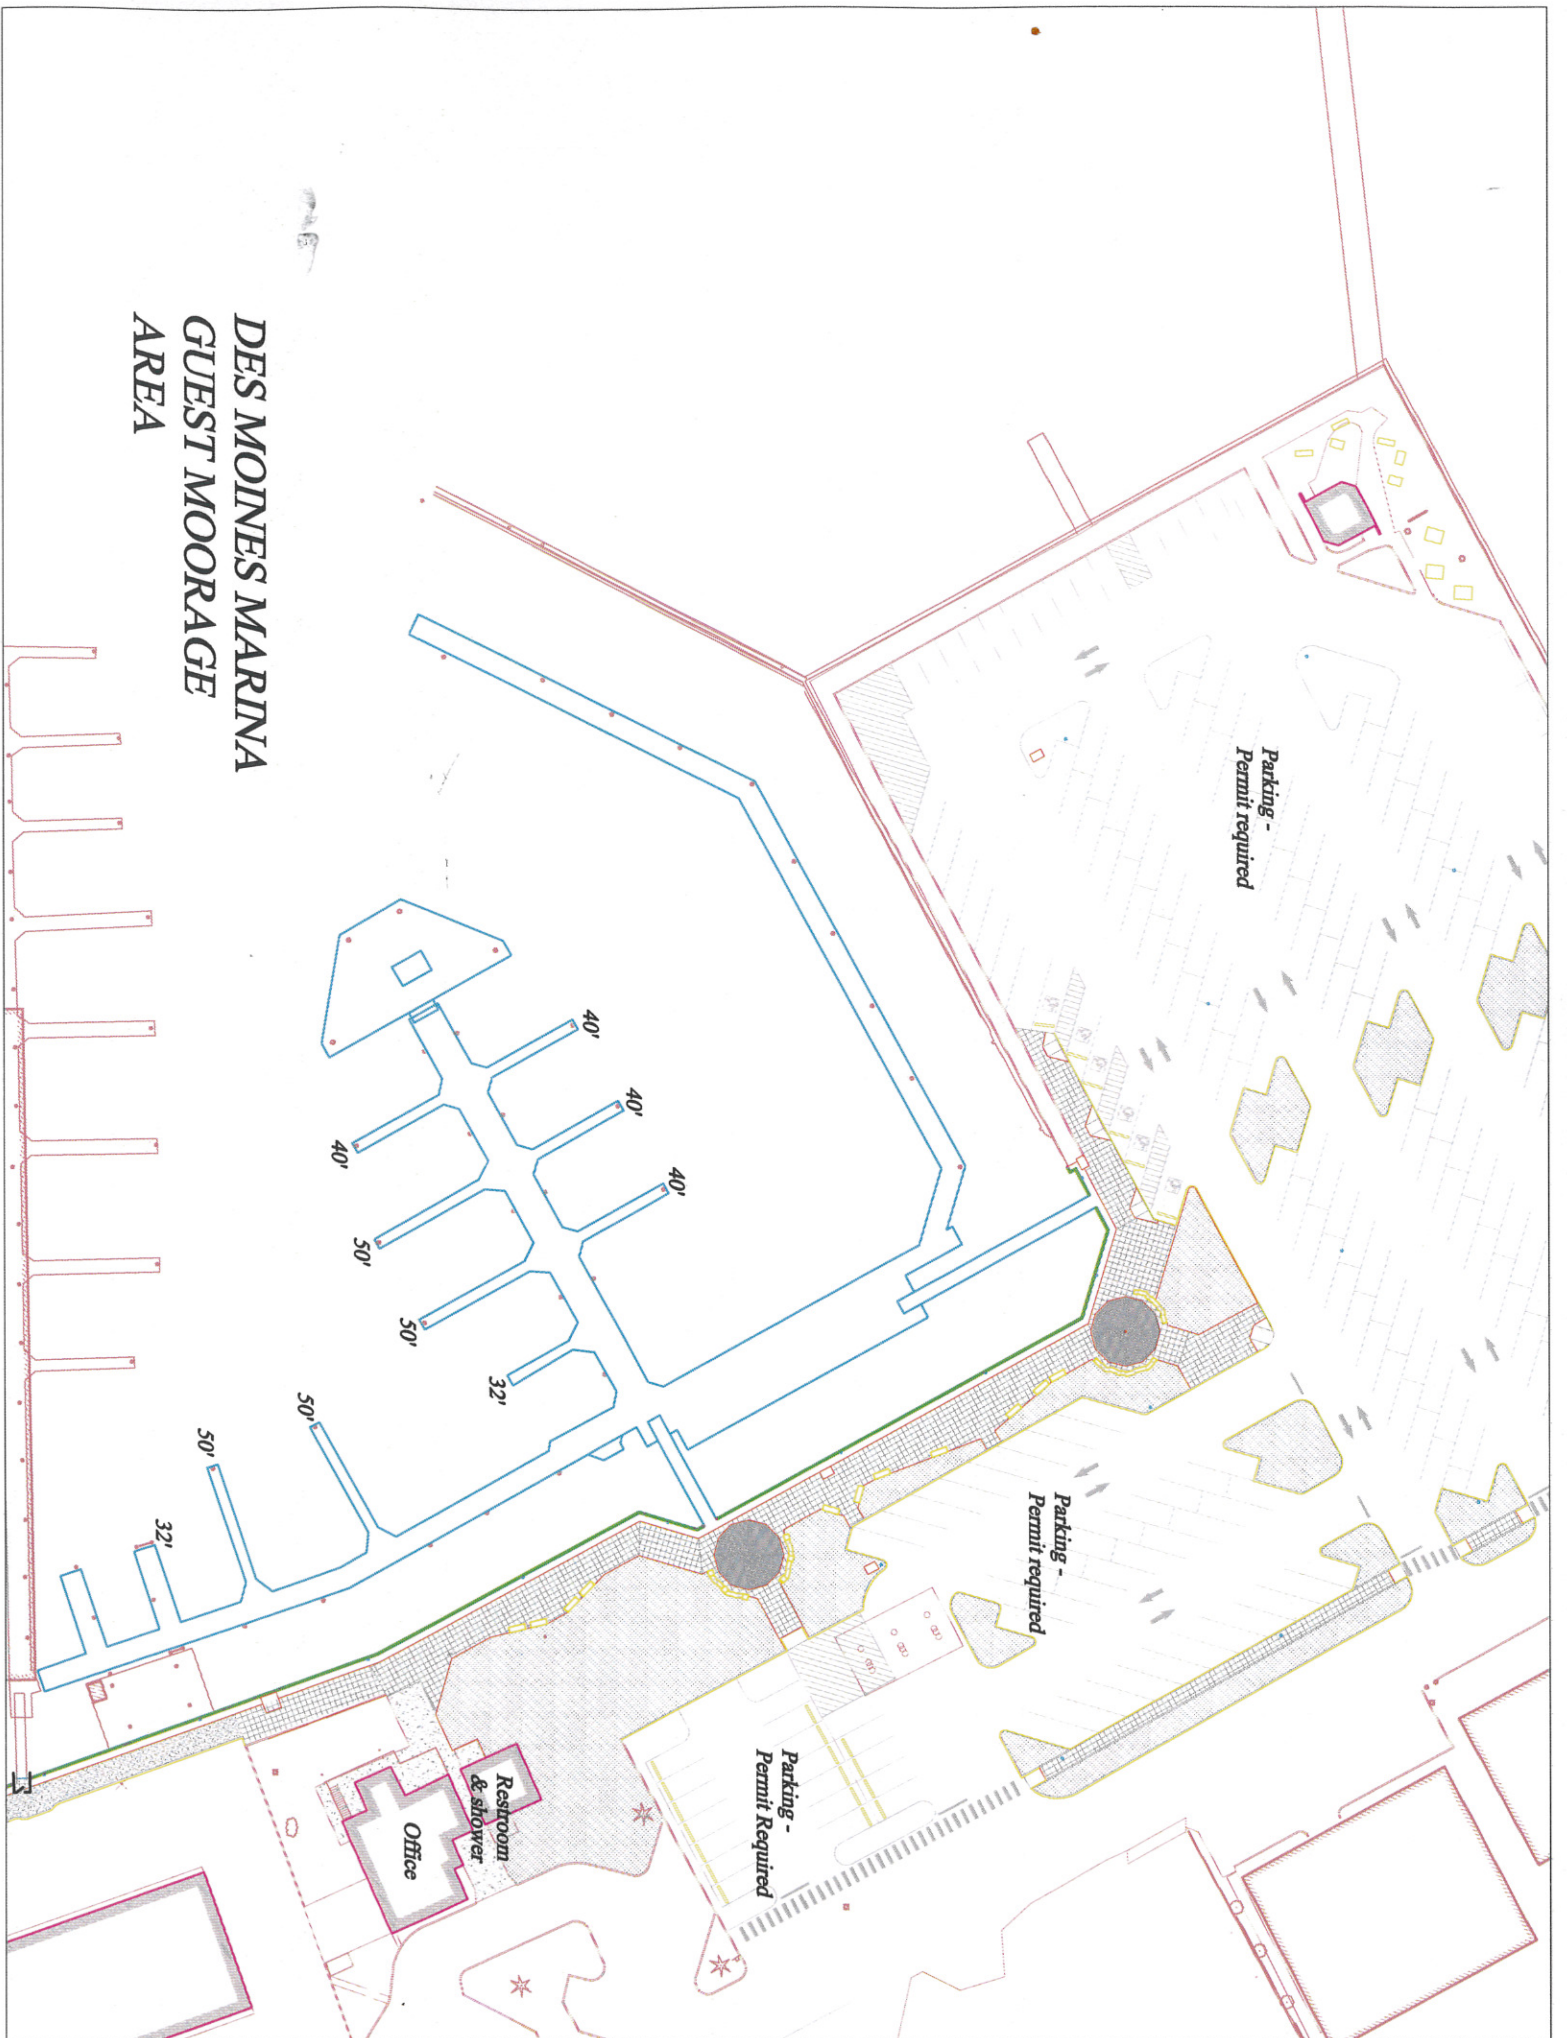 DES MOINES MARINA
GUEST MOORAGE
AREA
Parking -
Permit required
Parking -
Permit required
Parking -
Permit Required
40'
40'
40'
40'
50'
50'
32'
50'
50'
32'
Restroom
& shower
Office